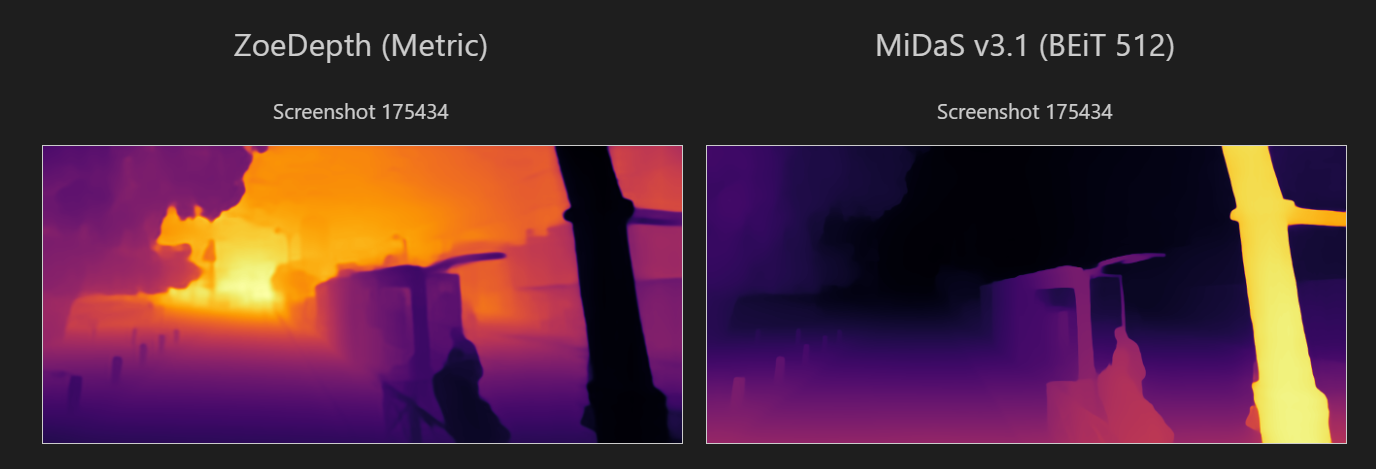 ZoeDepth (Metric)
MiDaS v3.1 (BEiT 512)
Screenshot 175434
Screenshot 175434